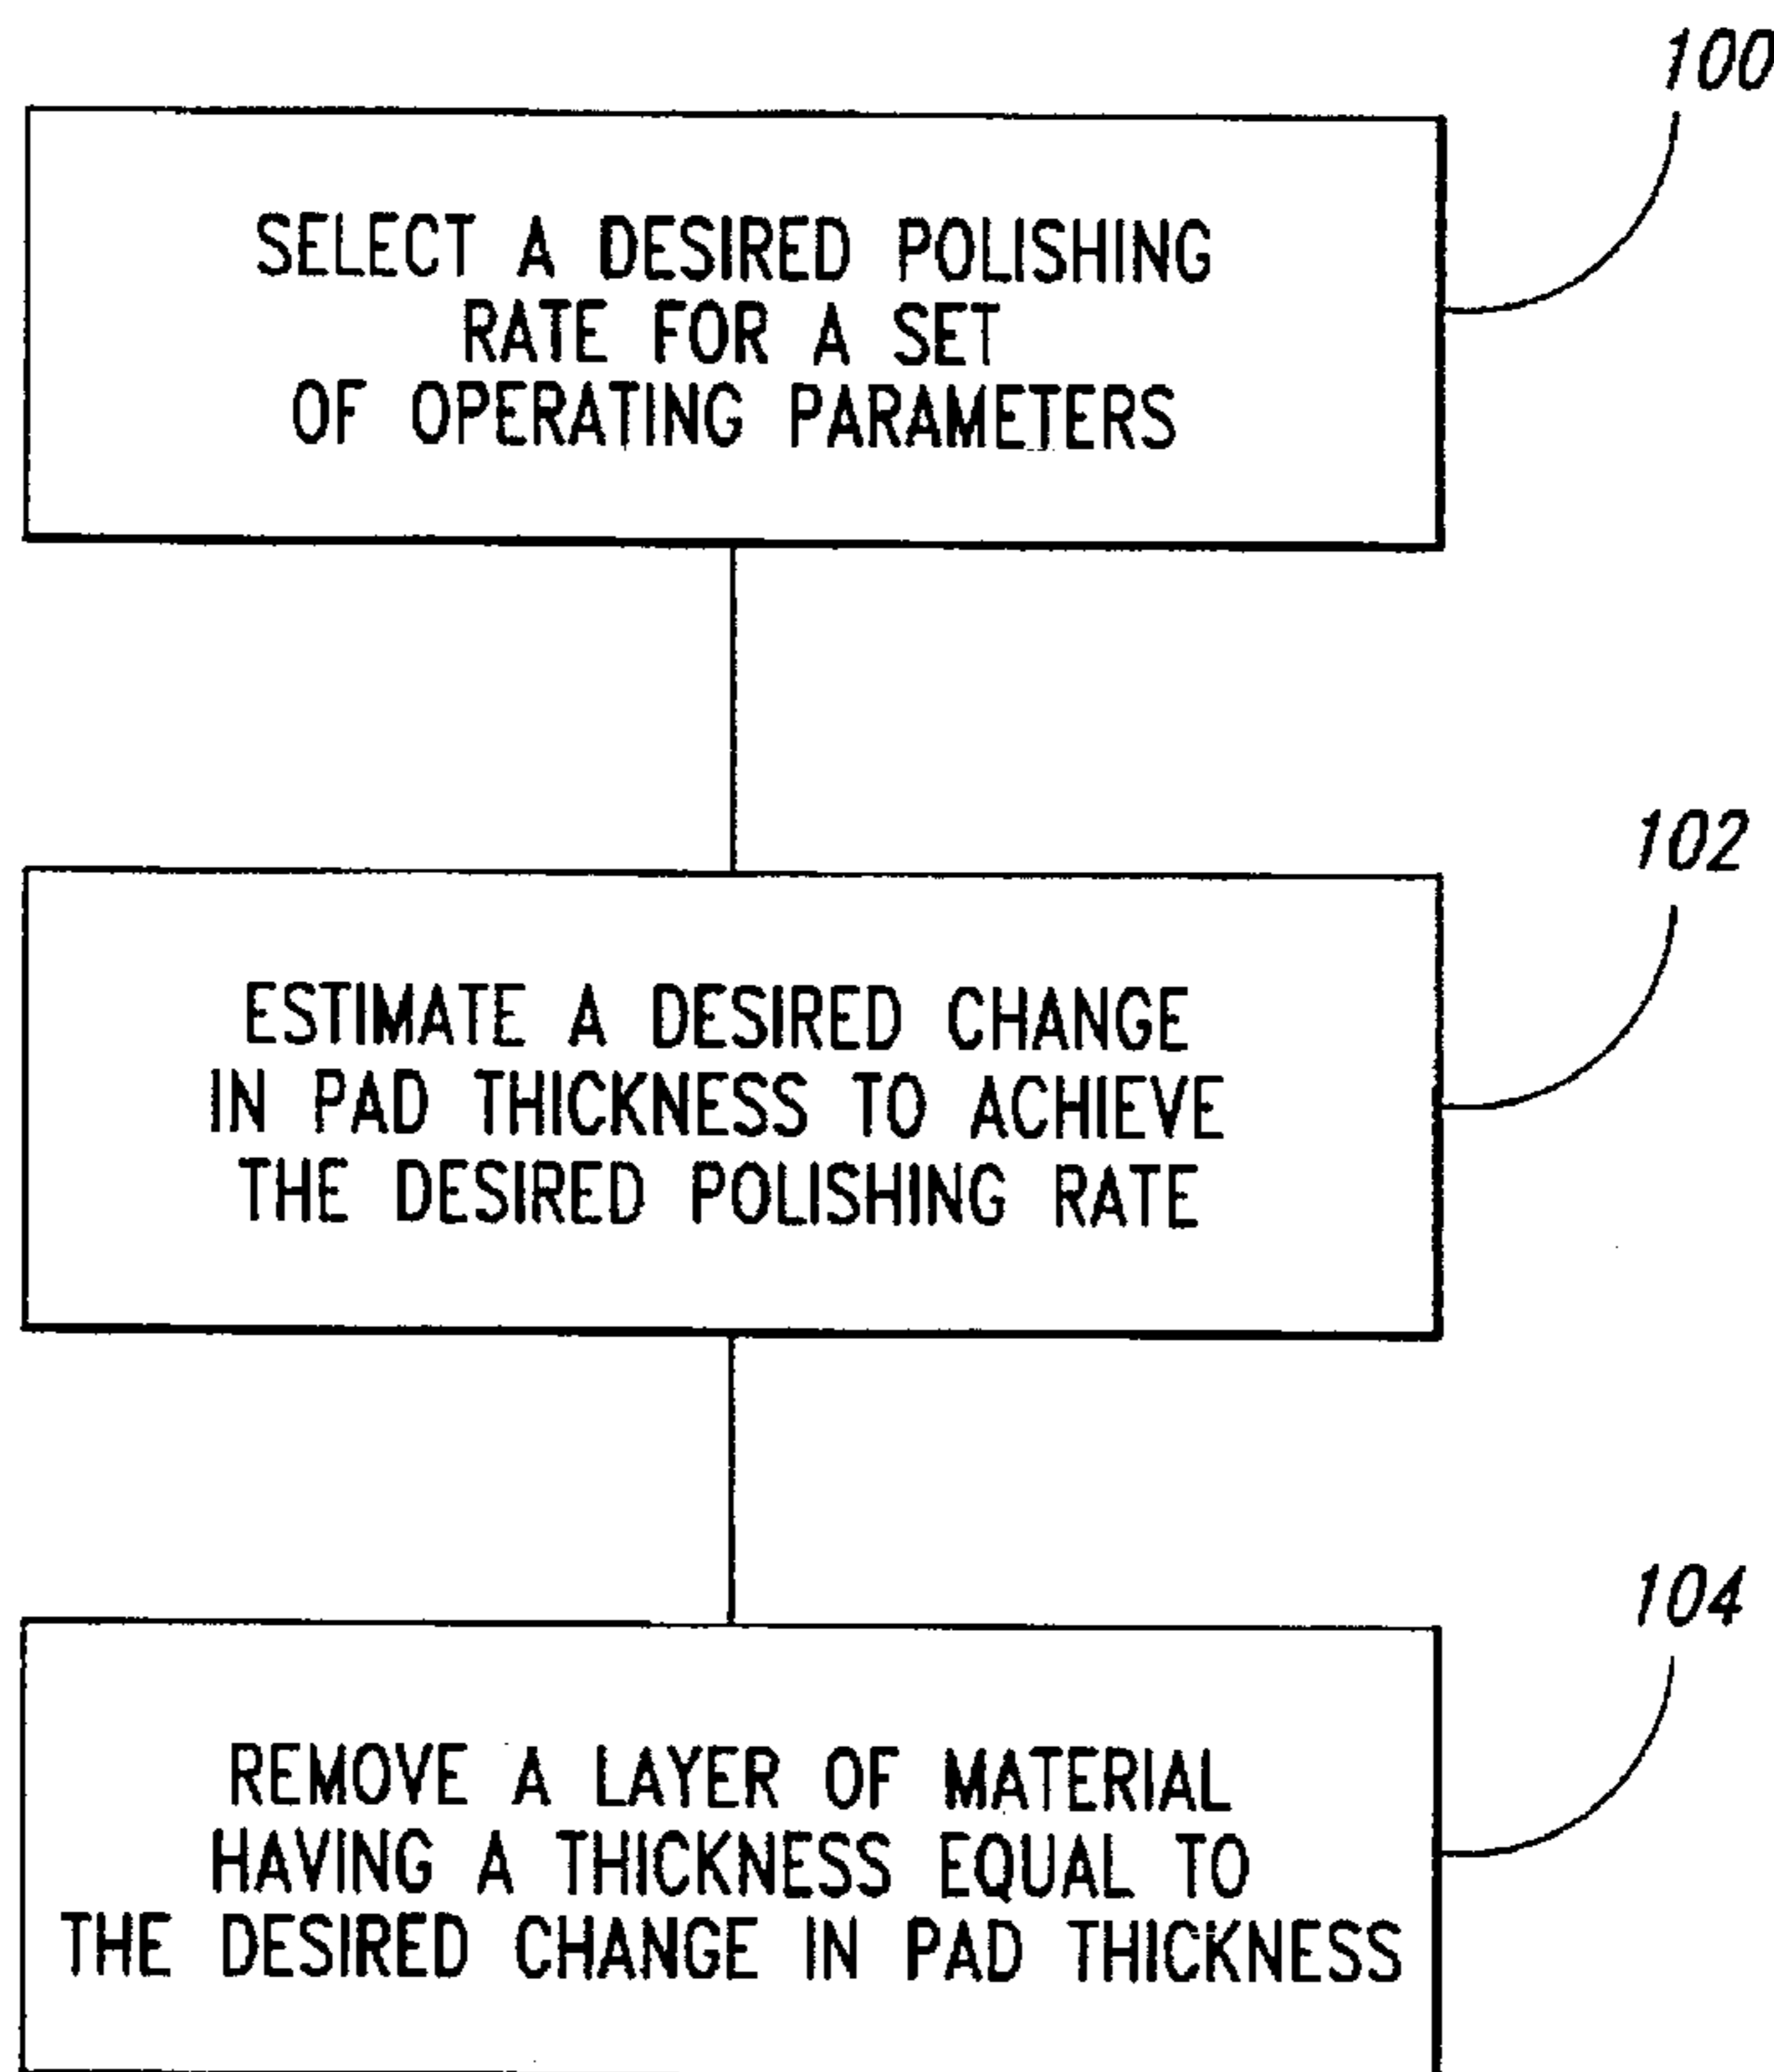 100
SELECT A DESIRED POLISHING
RATE FOR A SET
OF OPERATING PARAMETERS
102
ESTIMATE A DESIRED CHANGE
IN PAD THICKNESS TO ACHIEVE
THE DESIRED POLISHING RATE
104
REMOVE A LAYER OF MATERIAL
HAVING A THICKNESS EQUAL TO
THE DESIRED CHANGE IN PAD THICKNESS